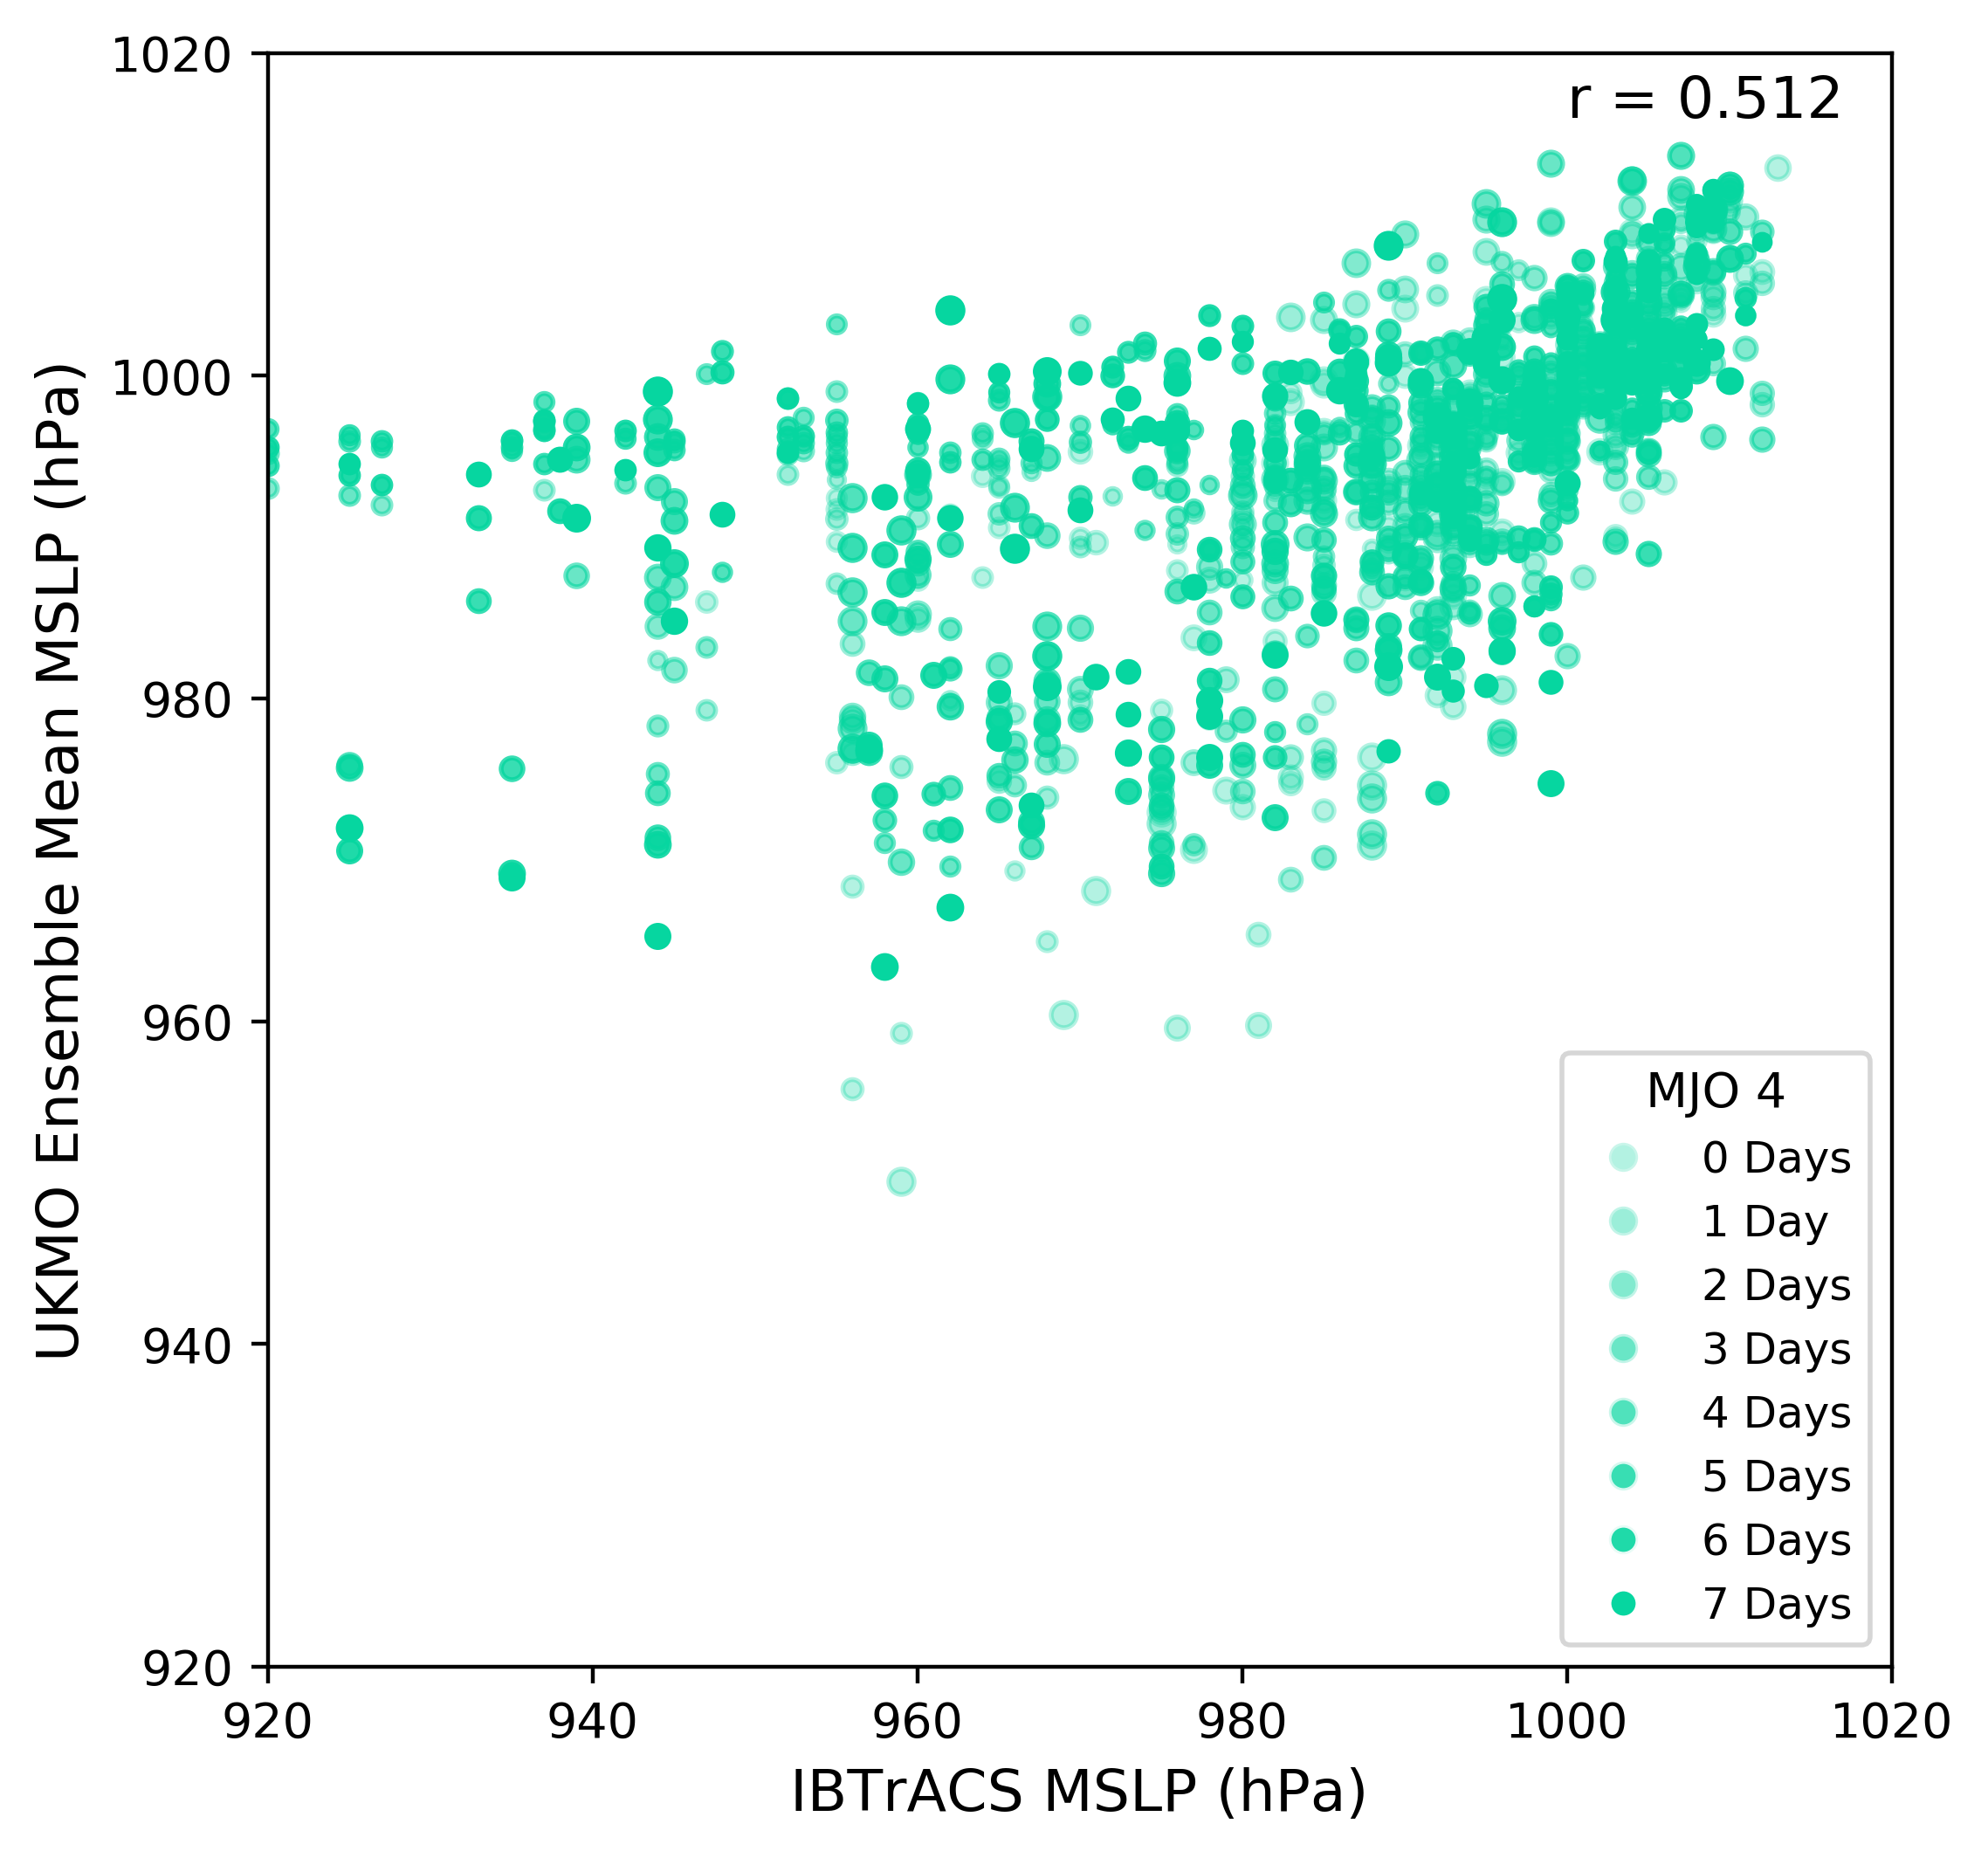 r = 0.512
1020
1000
980
960
940
920
UKMO Ensemble Mean MSLP (hPa)
MJO 4
0 Days
1 Day
2 Days
3 Days
4 Days
5 Days
6 Days
7 Days
920 940 960 980 1000 1020
IBTrACS MSLP (hPa)